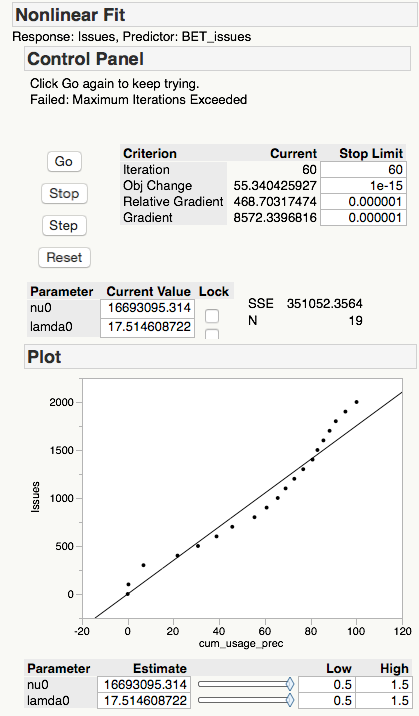 Nonlinear Fit
Response: Issues, Predictor: BET_issues
Control Panel
Click Go again to keep trying.
Failed: Maximum Iterations Exceeded
Go
Stop
Step
Reset
Criterion Current Stop Limit
Iteration 60 60
Obj Change 55.340425927 1e-15
Relative Gradient 468.70317474 0.000001
Gradient 8572.3396816 0.000001
Parameter Current Value Lock
nu0 16693095.314
lamda0 17.514608722
SSE 351052.3564
N 19
Plot
2000
1500
1000
500
0
Issues
-20 0 20 40 60 80 100 120
cum_usage_prec
Parameter Estimate Low High
nu0 16693095.314 0.5 1.5
lamda0 17.514608722 0.5 1.5